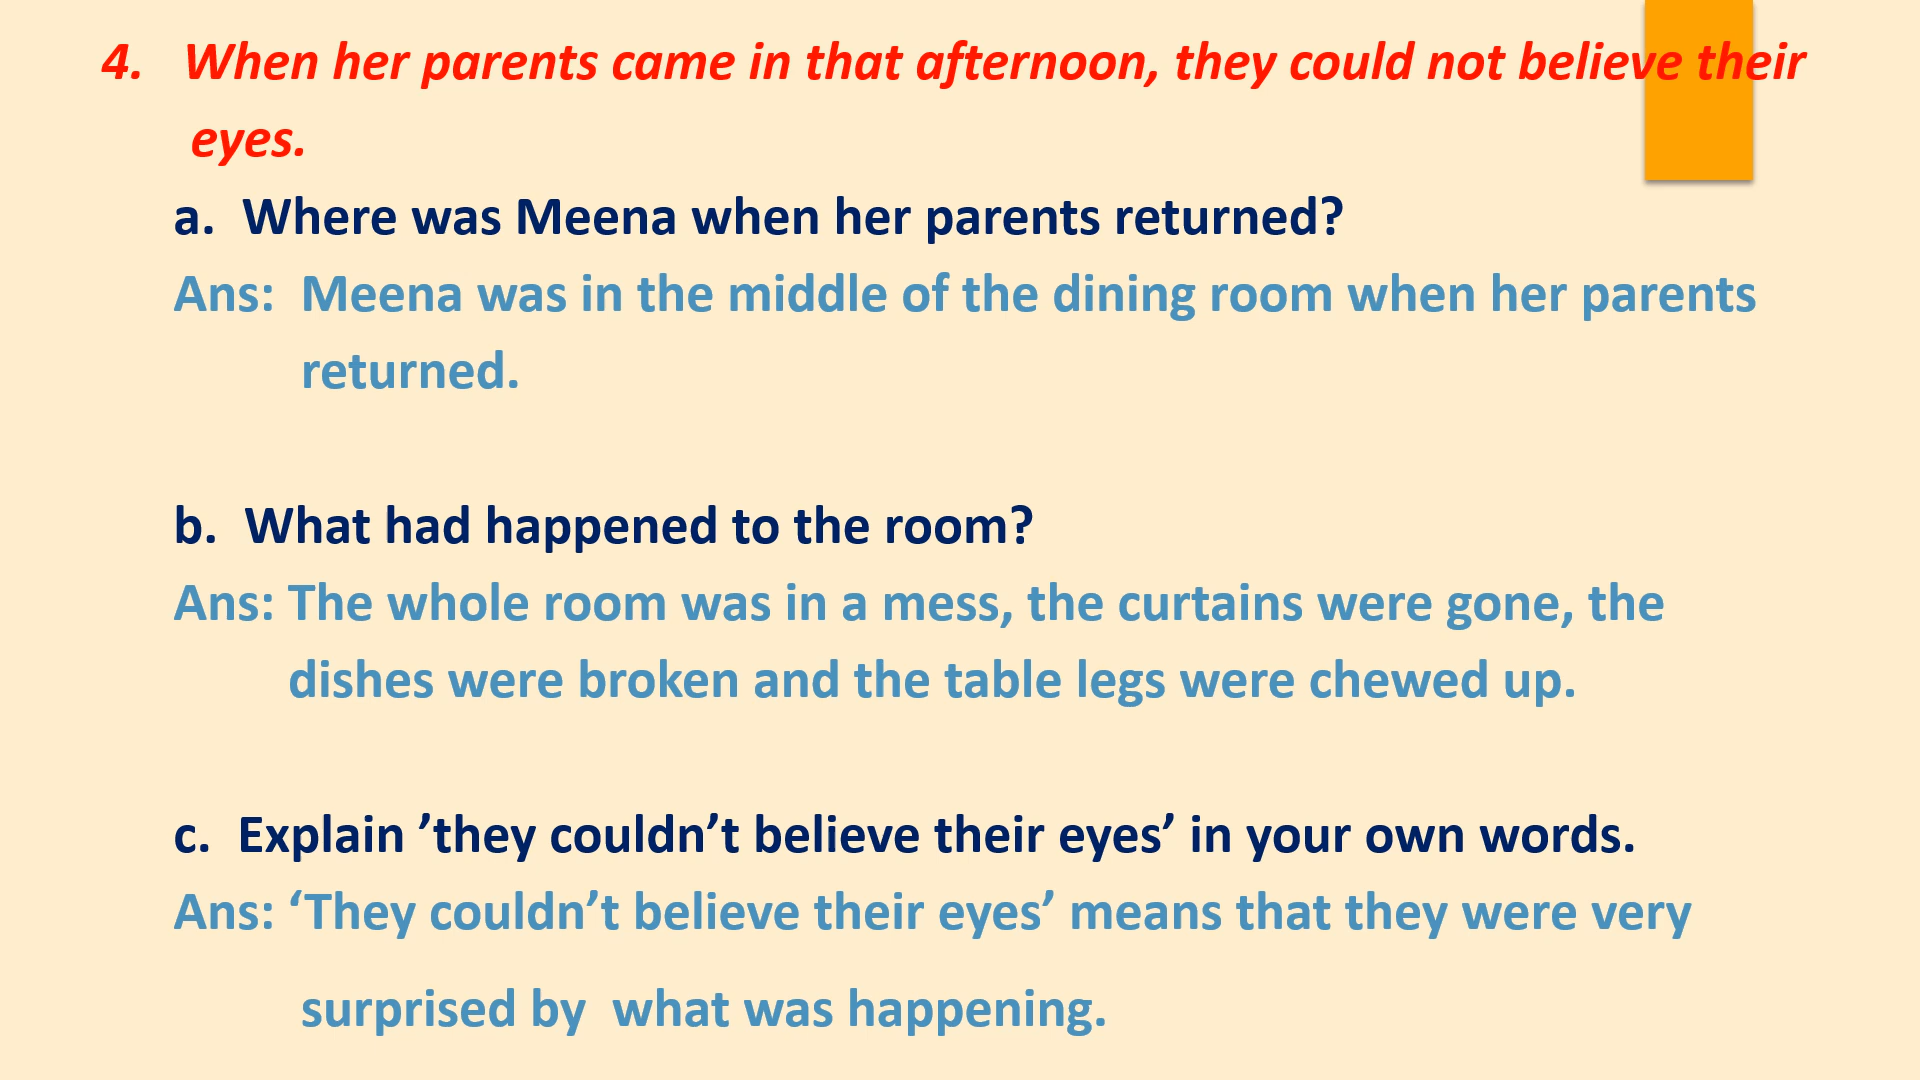 4. When her parents came in that afternoon, they could not believe their
eyes.
a. Where was Meena when her parents returned?
Ans: Meena was in the middle of the dining room when her parents
returned.
b. What had happened to the room?
Ans: The whole room was in a mess, the curtains were gone, the
dishes were broken and the table legs were chewed up.
c. Explain ’they couldn’t believe their eyes’ in your own words.
Ans: ‘They couldn’t believe their eyes’ means that they were very
surprised by what was happening.